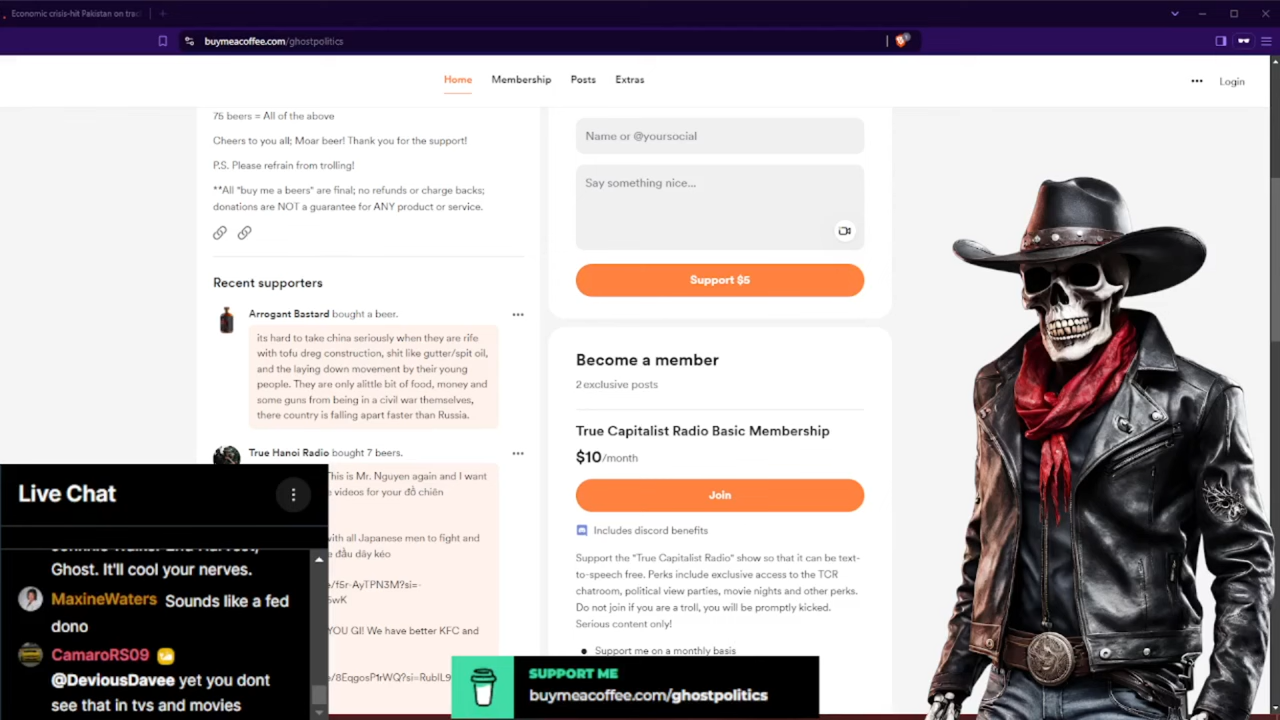 Economic crisis-hit Pakistan on trac
buymeacoffee.com/ghostpolitics
Home Membership Posts Extras
Login
75 beers = All of the above
Cheers to you all; Moar beer! Thank you for the support!
P.S. Please refrain from trolling!
**All "buy me a beers" are final; no refunds or charge backs;
donations are NOT a guarantee for ANY product or service.
Recent supporters
Arrogant Bastard bought a beer.
its hard to take china seriously when they are rife
with tofu dreg construction, shit like gutter/spit oil,
and the laying down movement by their young
people. They are only alittle bit of food, money and
some guns from being in a civil war themselves,
there country is falling apart faster than Russia.
True Hanoi Radio bought 7 beers.
This is Mr. Nguyen again and I want
e videos for your đồ chiên
with all Japanese men to fight and
e đấu dây kéo
e/f5r-AyTPN3M?si=-
5wK
YOU GI! We have better KFC and
e/8EqgosP1rWQ?si=RublL9
Name or @yoursocial
Say something nice...
Support $5
Become a member
2 exclusive posts
True Capitalist Radio Basic Membership
$10/month
Join
Includes discord benefits
Support the "True Capitalist Radio" show so that it can be text-
to-speech free. Perks include exclusive access to the TCR
chatroom, political view parties, movie nights and other perks.
Do not join if you are a troll, you will be promptly kicked.
Serious content only!
Support me on a monthly basis
Live Chat
Ghost. It'll cool your nerves.
MaxineWaters Sounds like a fed
dono
CamaroRS09
@DeviousDavee yet you dont
see that in tvs and movies
SUPPORT ME
buymeacoffee.com/ghostpolitics